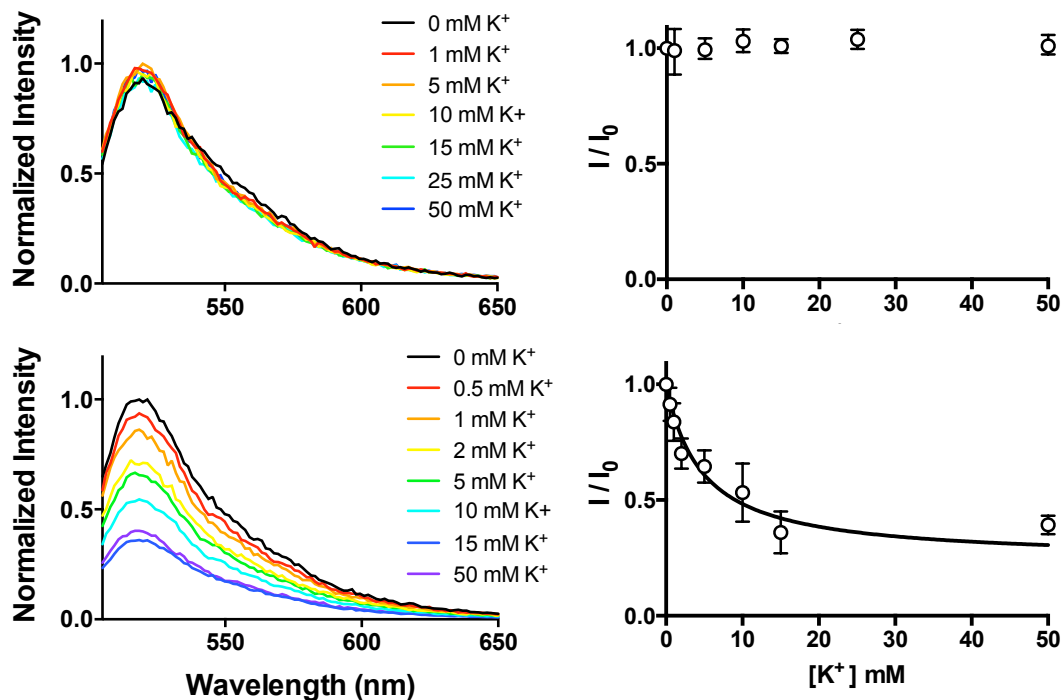 Normalized Intensity
1.0
0.5
0.0
550
600
650
0 mM K⁺
1 mM K⁺
5 mM K⁺
10 mM K+
15 mM K⁺
25 mM K⁺
50 mM K⁺
I / I₀
1.0
0.5
0.0
0
10
20
30
40
50
Normalized Intensity
1.0
0.5
0.0
550
600
650
Wavelength (nm)
0 mM K⁺
0.5 mM K⁺
1 mM K⁺
2 mM K⁺
5 mM K⁺
10 mM K+
15 mM K⁺
50 mM K⁺
I / I₀
1.0
0.5
0.0
0
10
20
30
40
50
[K⁺] mM